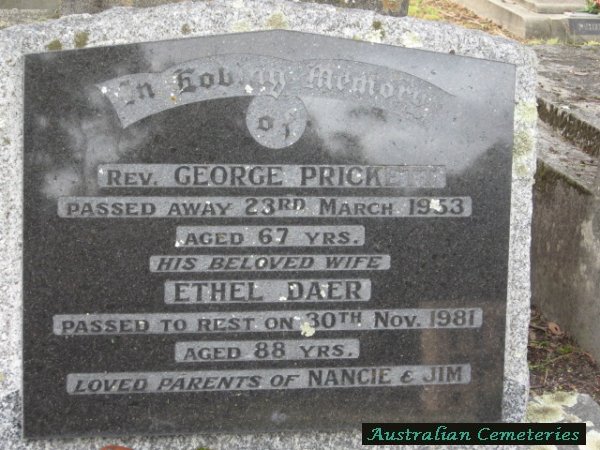 In Loving Memory
of
REV. GEORGE PRICKETT
PASSED AWAY 23RD MARCH 1953
AGED 67 YRS.
HIS BELOVED WIFE
ETHEL DAER
PASSED TO REST ON 30TH NOV. 1981
AGED 88 YRS.
LOVED PARENTS OF NANCIE & JIM
Australian Cemeteries